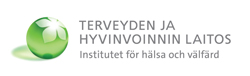 TERVEYDEN JA
HYVINVOINNIN LAITOS
Institutet för hälsa och välfärd